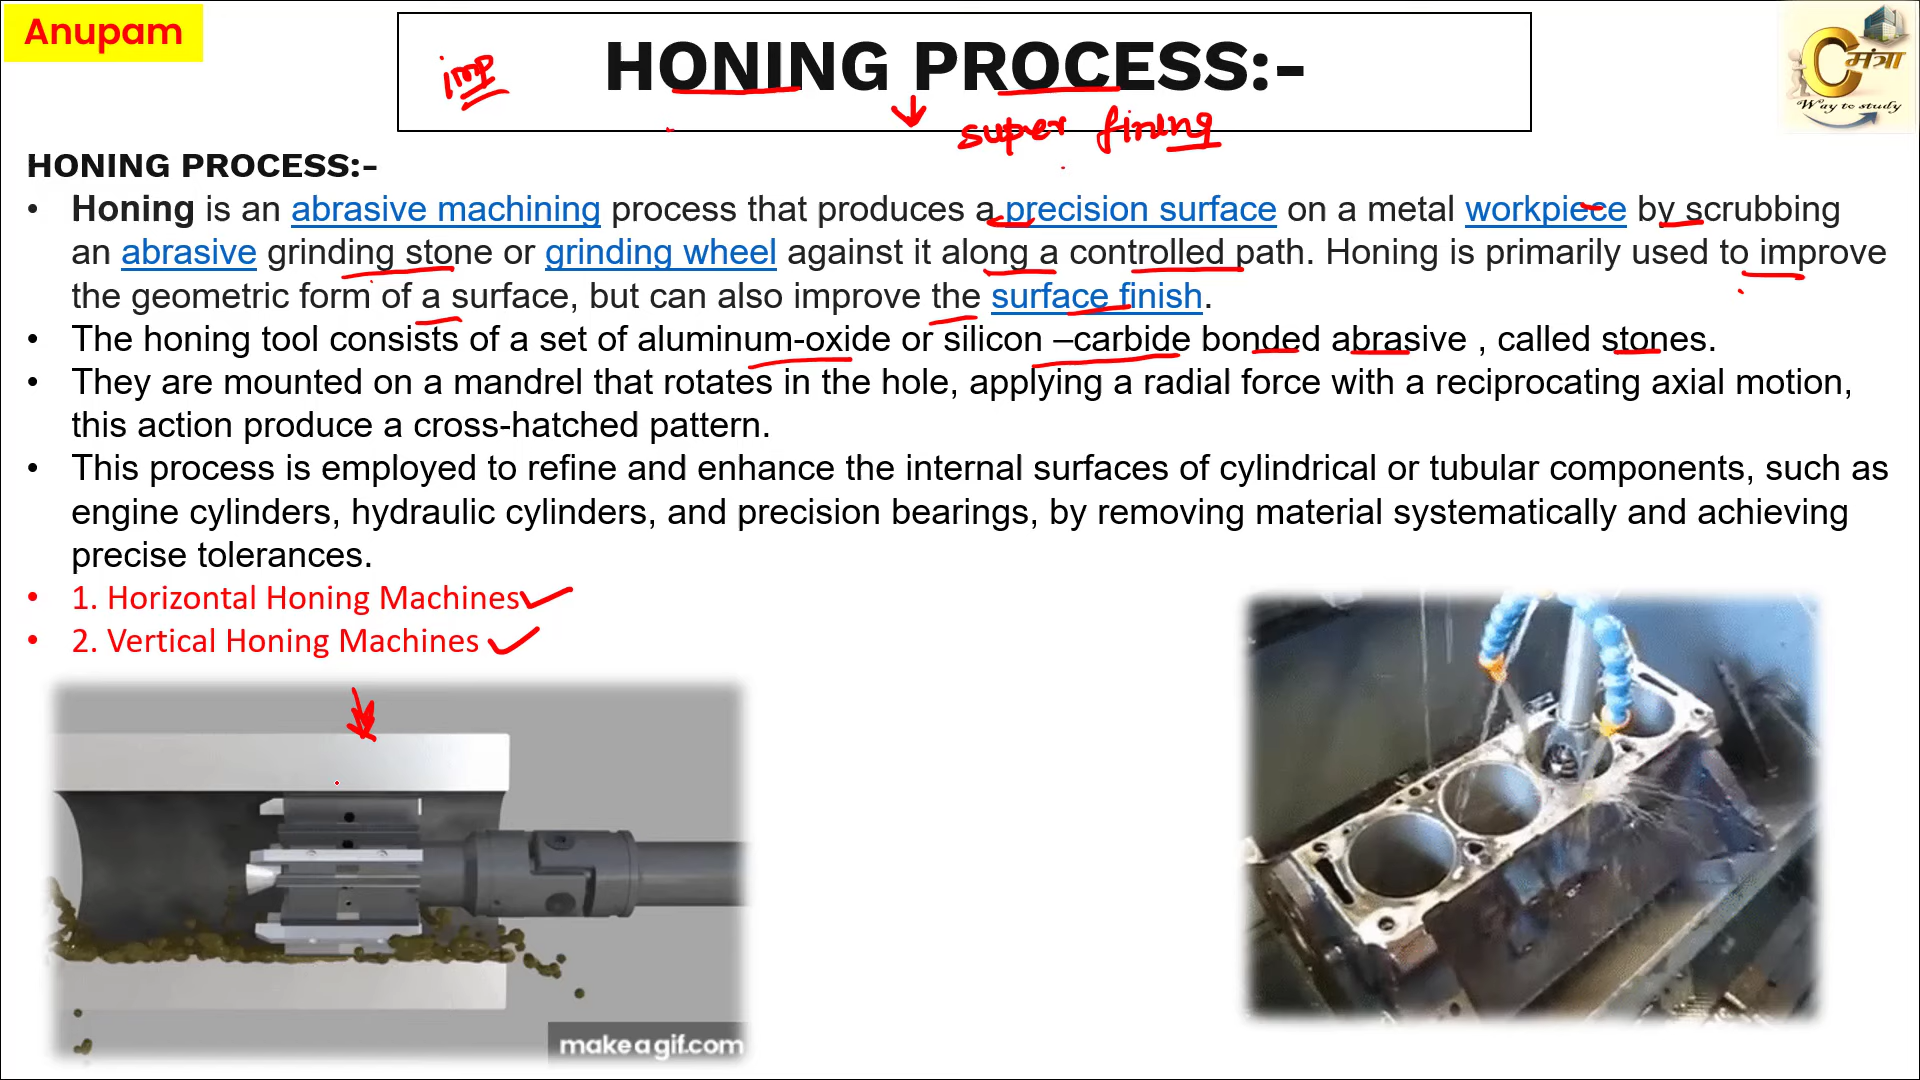 Anupam
imp
HONING PROCESS:-
super fining
C मंत्रा
Way to study
HONING PROCESS:-
• Honing is an abrasive machining process that produces a precision surface on a metal workpiece by scrubbing
an abrasive grinding stone or grinding wheel against it along a controlled path. Honing is primarily used to improve
the geometric form of a surface, but can also improve the surface finish.
• The honing tool consists of a set of aluminum-oxide or silicon –carbide bonded abrasive , called stones.
• They are mounted on a mandrel that rotates in the hole, applying a radial force with a reciprocating axial motion,
this action produce a cross-hatched pattern.
• This process is employed to refine and enhance the internal surfaces of cylindrical or tubular components, such as
engine cylinders, hydraulic cylinders, and precision bearings, by removing material systematically and achieving
precise tolerances.
• 1. Horizontal Honing Machines
• 2. Vertical Honing Machines
makeagif.com